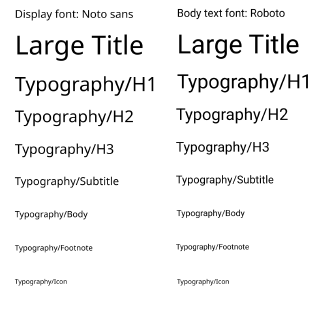 Display font: Noto sans
Large Title
Typography/H1
Typography/H2
Typography/H3
Typography/Subtitle
Typography/Body
Typography/Footnote
Typography/Icon
Body text font: Roboto
Large Title
Typography/H1
Typography/H2
Typography/H3
Typography/Subtitle
Typography/Body
Typography/Footnote
Typography/Icon